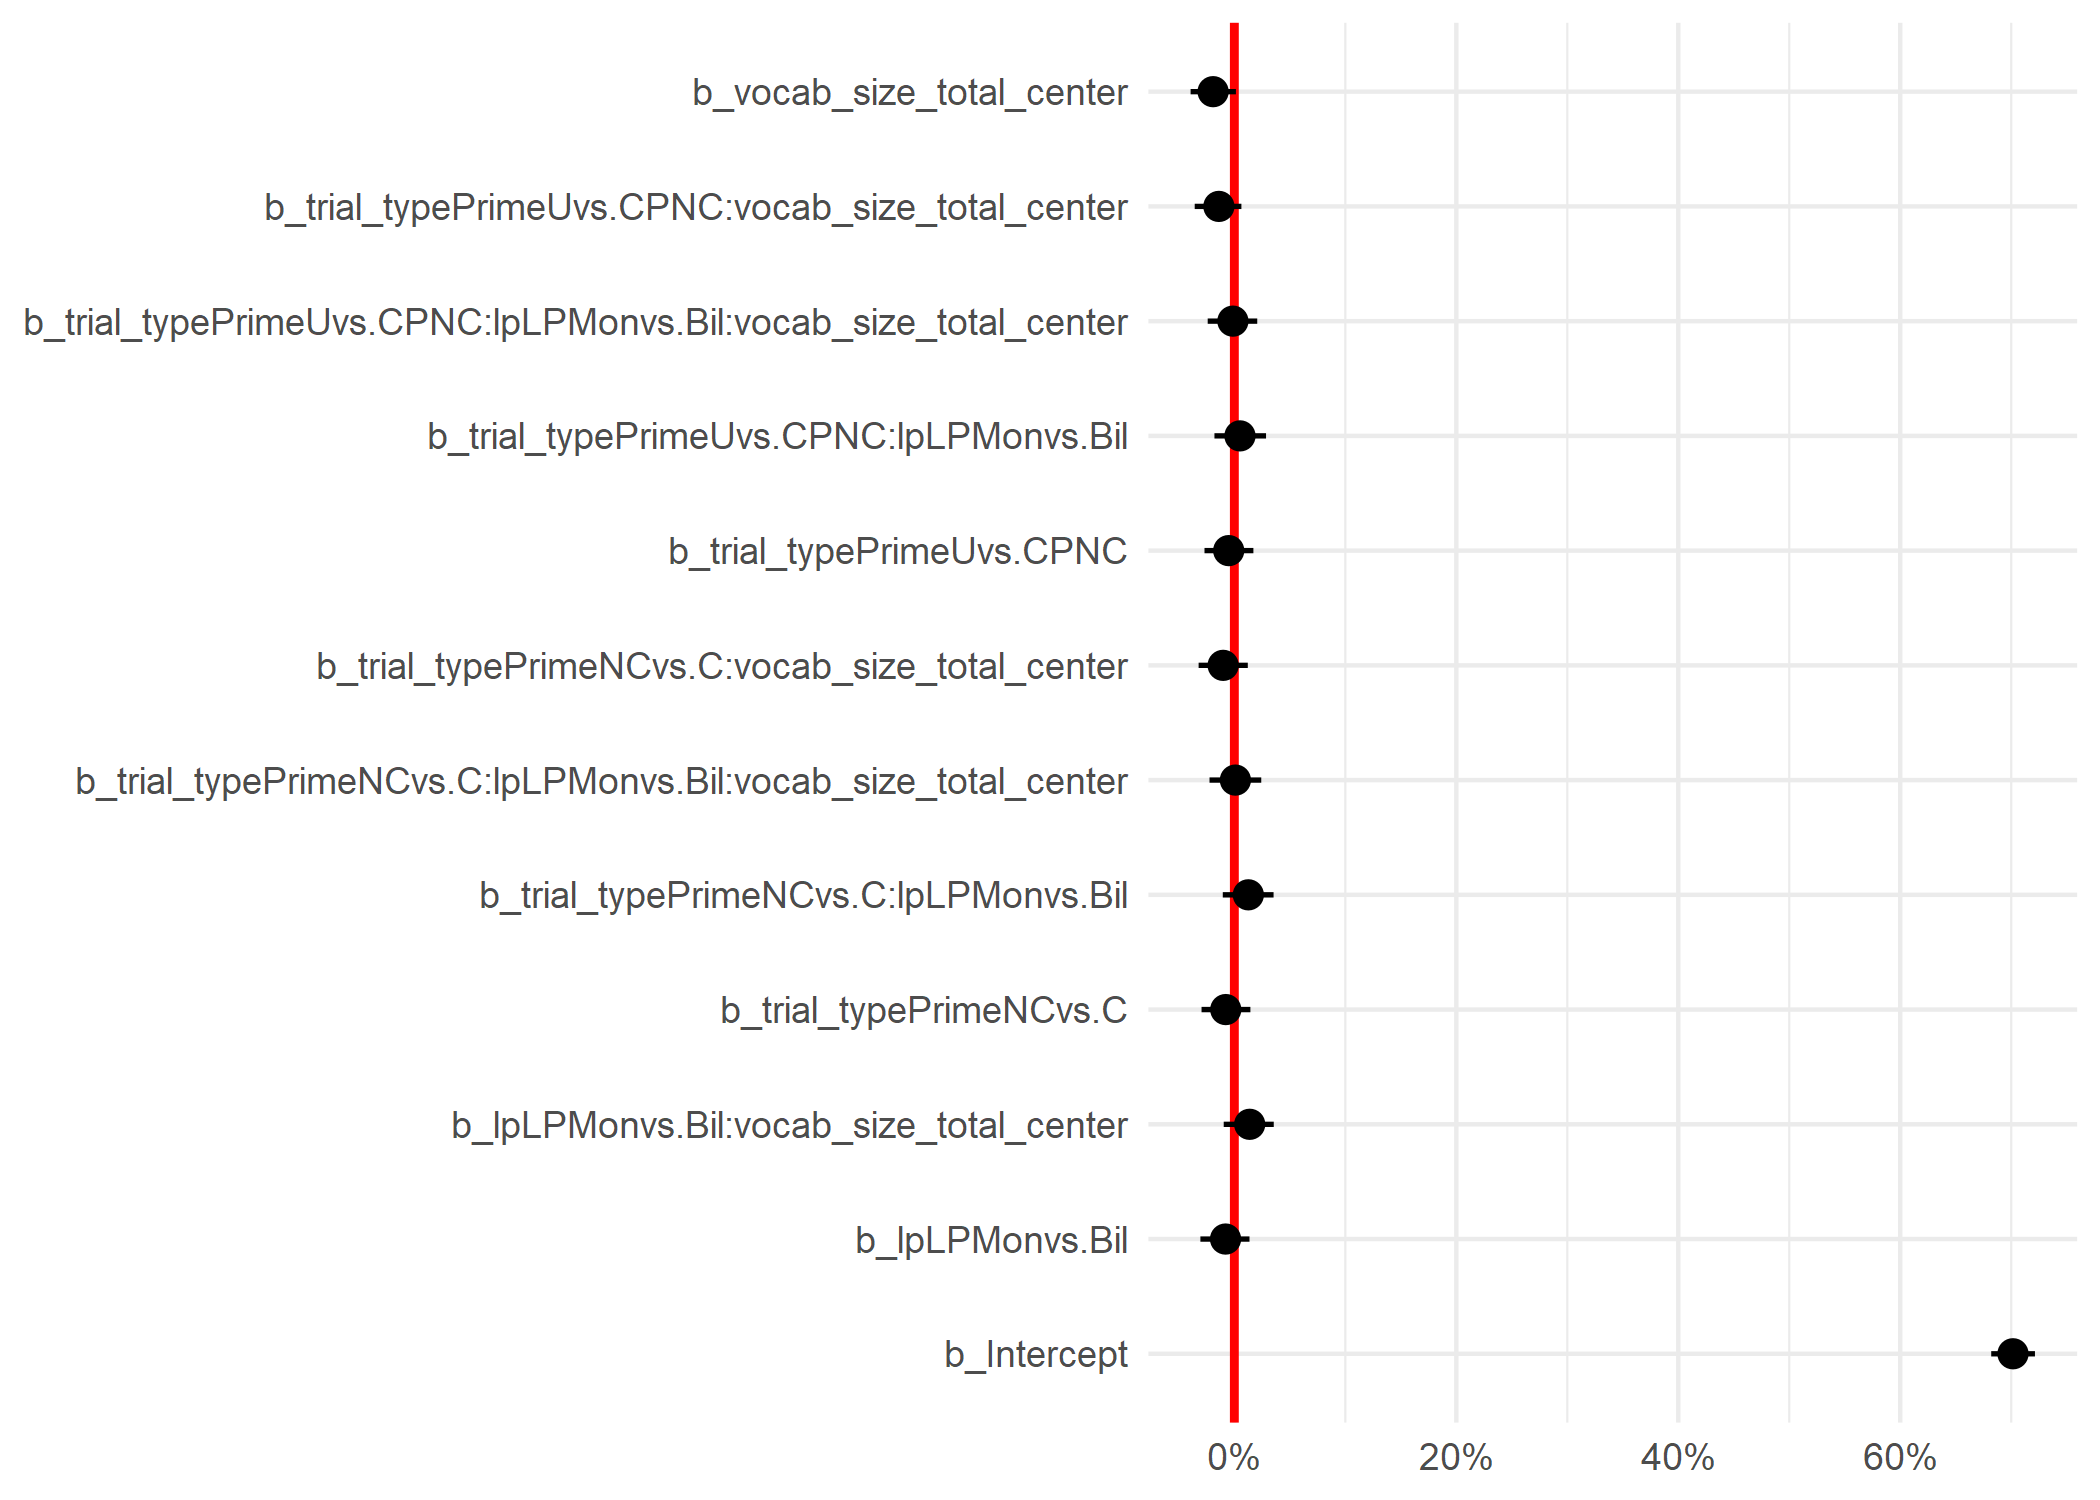 b_vocab_size_total_center
b_trial_typePrimeUvs.CPNC:vocab_size_total_center
b_trial_typePrimeUvs.CPNC:lpLPMonvs.Bil:vocab_size_total_center
b_trial_typePrimeUvs.CPNC:lpLPMonvs.Bil
b_trial_typePrimeUvs.CPNC
b_trial_typePrimeNCvs.C:vocab_size_total_center
b_trial_typePrimeNCvs.C:lpLPMonvs.Bil:vocab_size_total_center
b_trial_typePrimeNCvs.C:lpLPMonvs.Bil
b_trial_typePrimeNCvs.C
b_lpLPMonvs.Bil:vocab_size_total_center
b_lpLPMonvs.Bil
b_Intercept
0% 20% 40% 60%